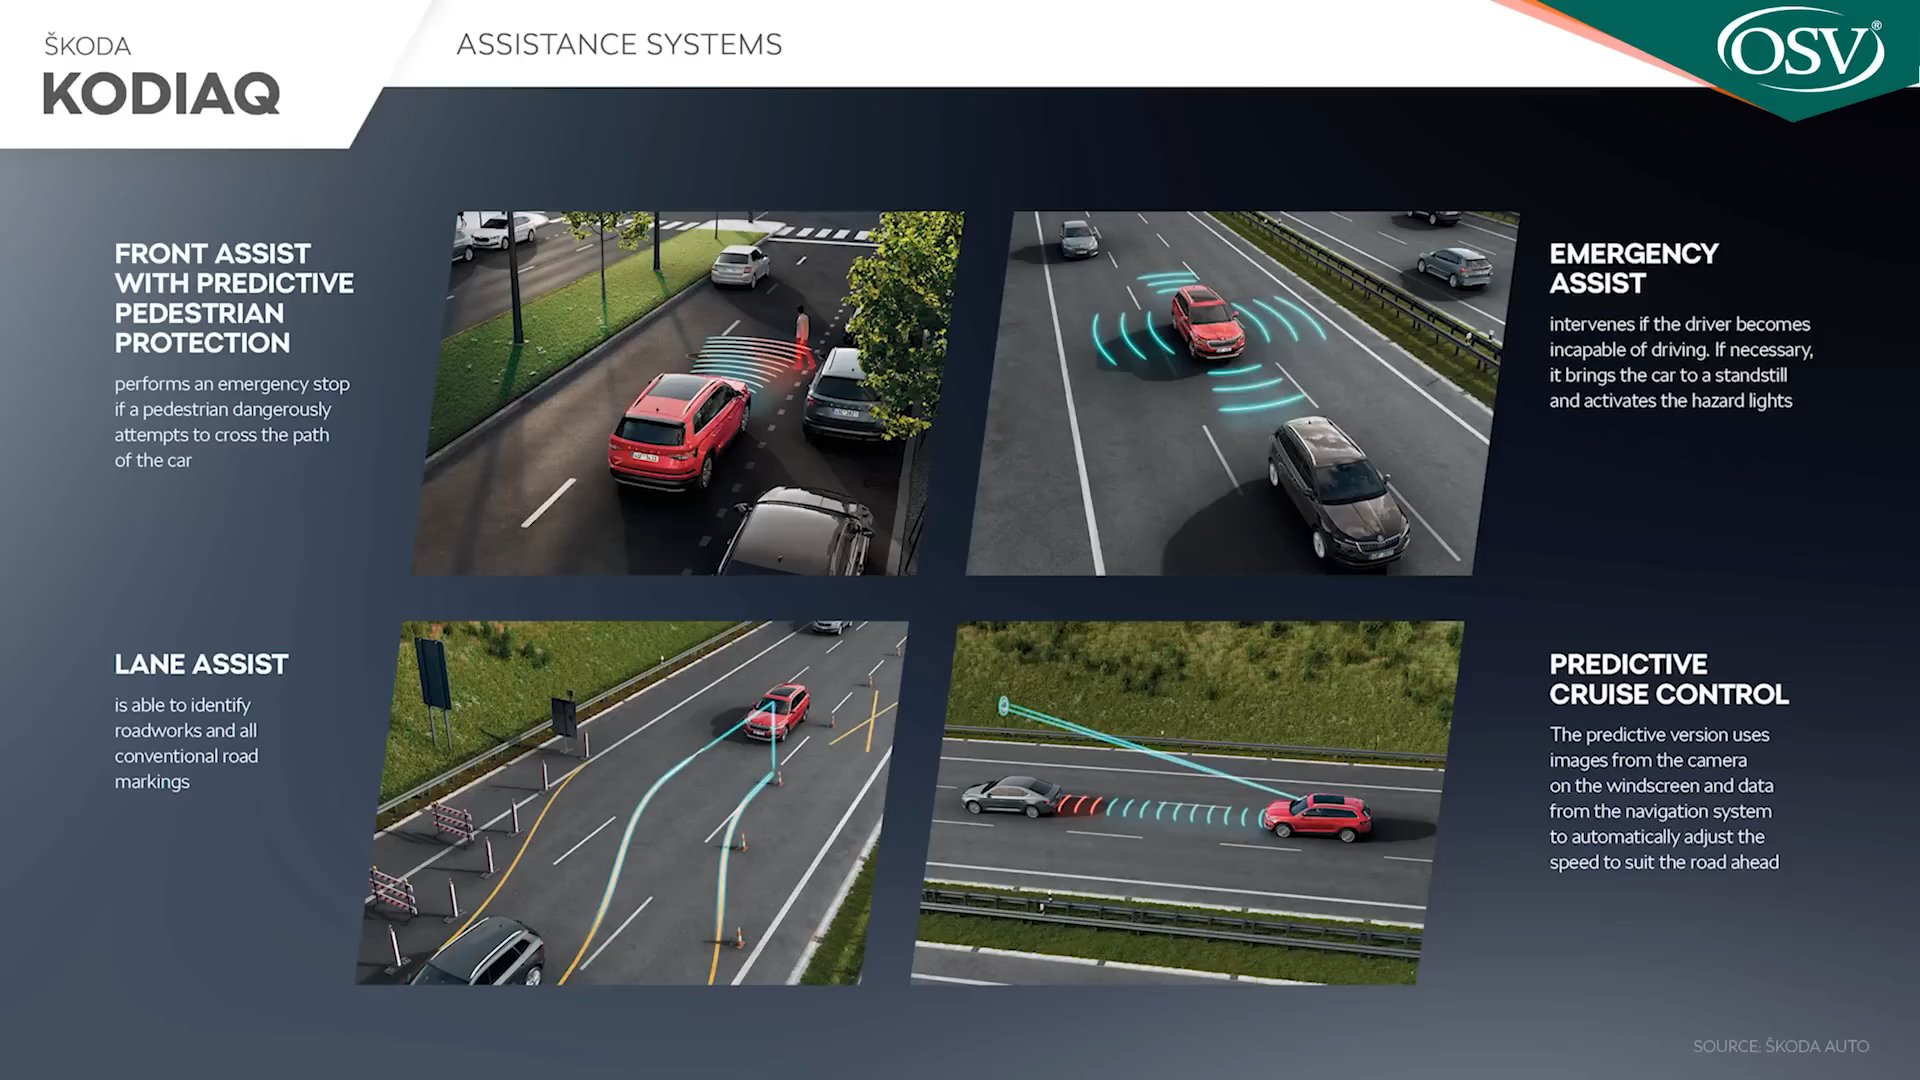 ŠKODA
KODIAQ
ASSISTANCE SYSTEMS
OSV®
FRONT ASSIST
WITH PREDICTIVE
PEDESTRIAN
PROTECTION
performs an emergency stop
if a pedestrian dangerously
attempts to cross the path
of the car
EMERGENCY
ASSIST
intervenes if the driver becomes
incapable of driving. If necessary,
it brings the car to a standstill
and activates the hazard lights
LANE ASSIST
is able to identify
roadworks and all
conventional road
markings
PREDICTIVE
CRUISE CONTROL
The predictive version uses
images from the camera
on the windscreen and data
from the navigation system
to automatically adjust the
speed to suit the road ahead
SOURCE: ŠKODA AUTO